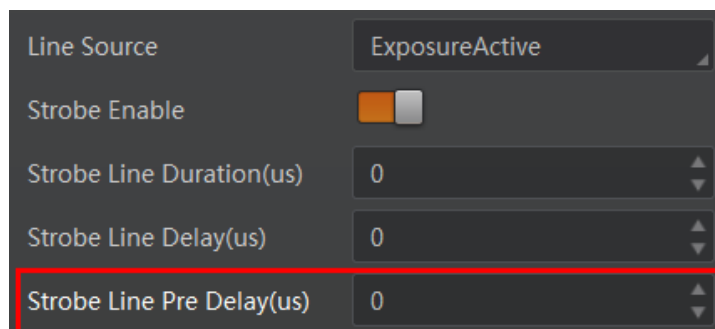 Line Source ExposureActive
Strobe Enable
Strobe Line Duration(us) 0
Strobe Line Delay(us) 0
Strobe Line Pre Delay(us) 0